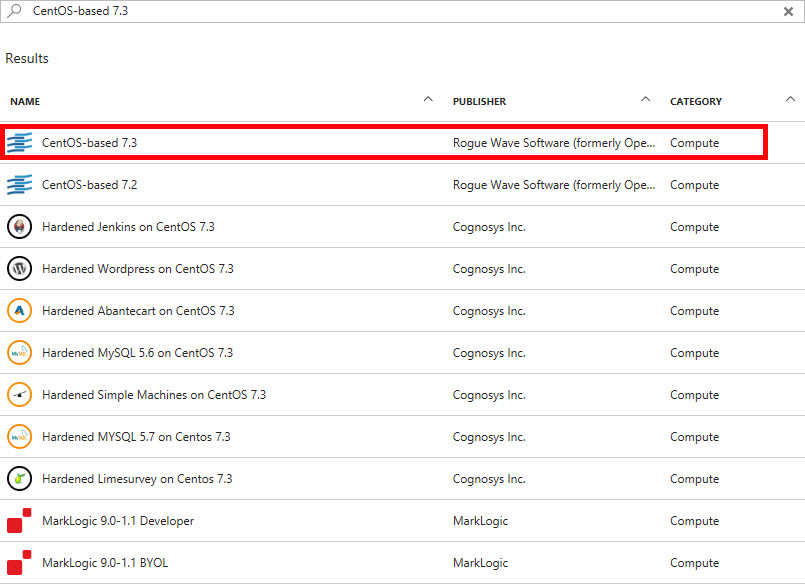 CentOS-based 7.3
Results
NAME PUBLISHER CATEGORY
CentOS-based 7.3 Rogue Wave Software (formerly Ope... Compute
CentOS-based 7.2 Rogue Wave Software (formerly Ope... Compute
Hardened Jenkins on CentOS 7.3 Cognosys Inc. Compute
Hardened Wordpress on CentOS 7.3 Cognosys Inc. Compute
Hardened Abantecart on CentOS 7.3 Cognosys Inc. Compute
MySQL Hardened MySQL 5.6 on CentOS 7.3 Cognosys Inc. Compute
Hardened Simple Machines on CentOS 7.3 Cognosys Inc. Compute
MySQL Hardened MYSQL 5.7 on Centos 7.3 Cognosys Inc. Compute
Hardened Limesurvey on Centos 7.3 Cognosys Inc. Compute
MarkLogic 9.0-1.1 Developer MarkLogic Compute
MarkLogic 9.0-1.1 BYOL MarkLogic Compute